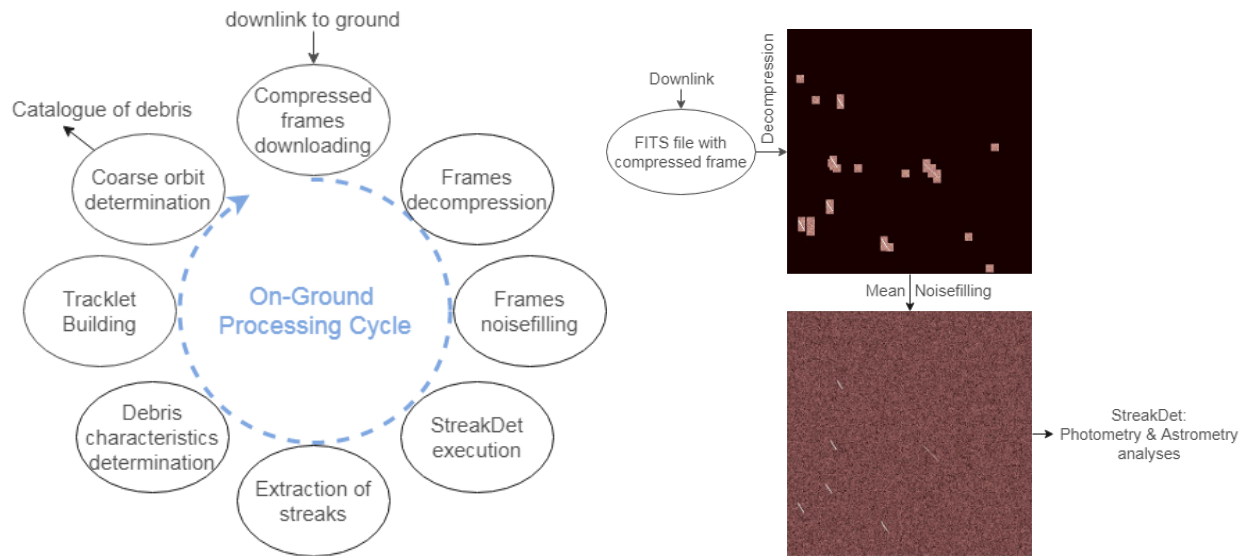 downlink to ground
Compressed
frames
downloading
Catalogue of debris
Coarse orbit
determination
Frames
decompression
Tracklet
Building
On-Ground
Processing Cycle
Frames
noisefilling
Debris
characteristics
determination
StreakDet
execution
Extraction of
streaks
Downlink
FITS file with
compressed frame
Decompression
Mean Noisefilling
StreakDet:
Photometry & Astrometry
analyses